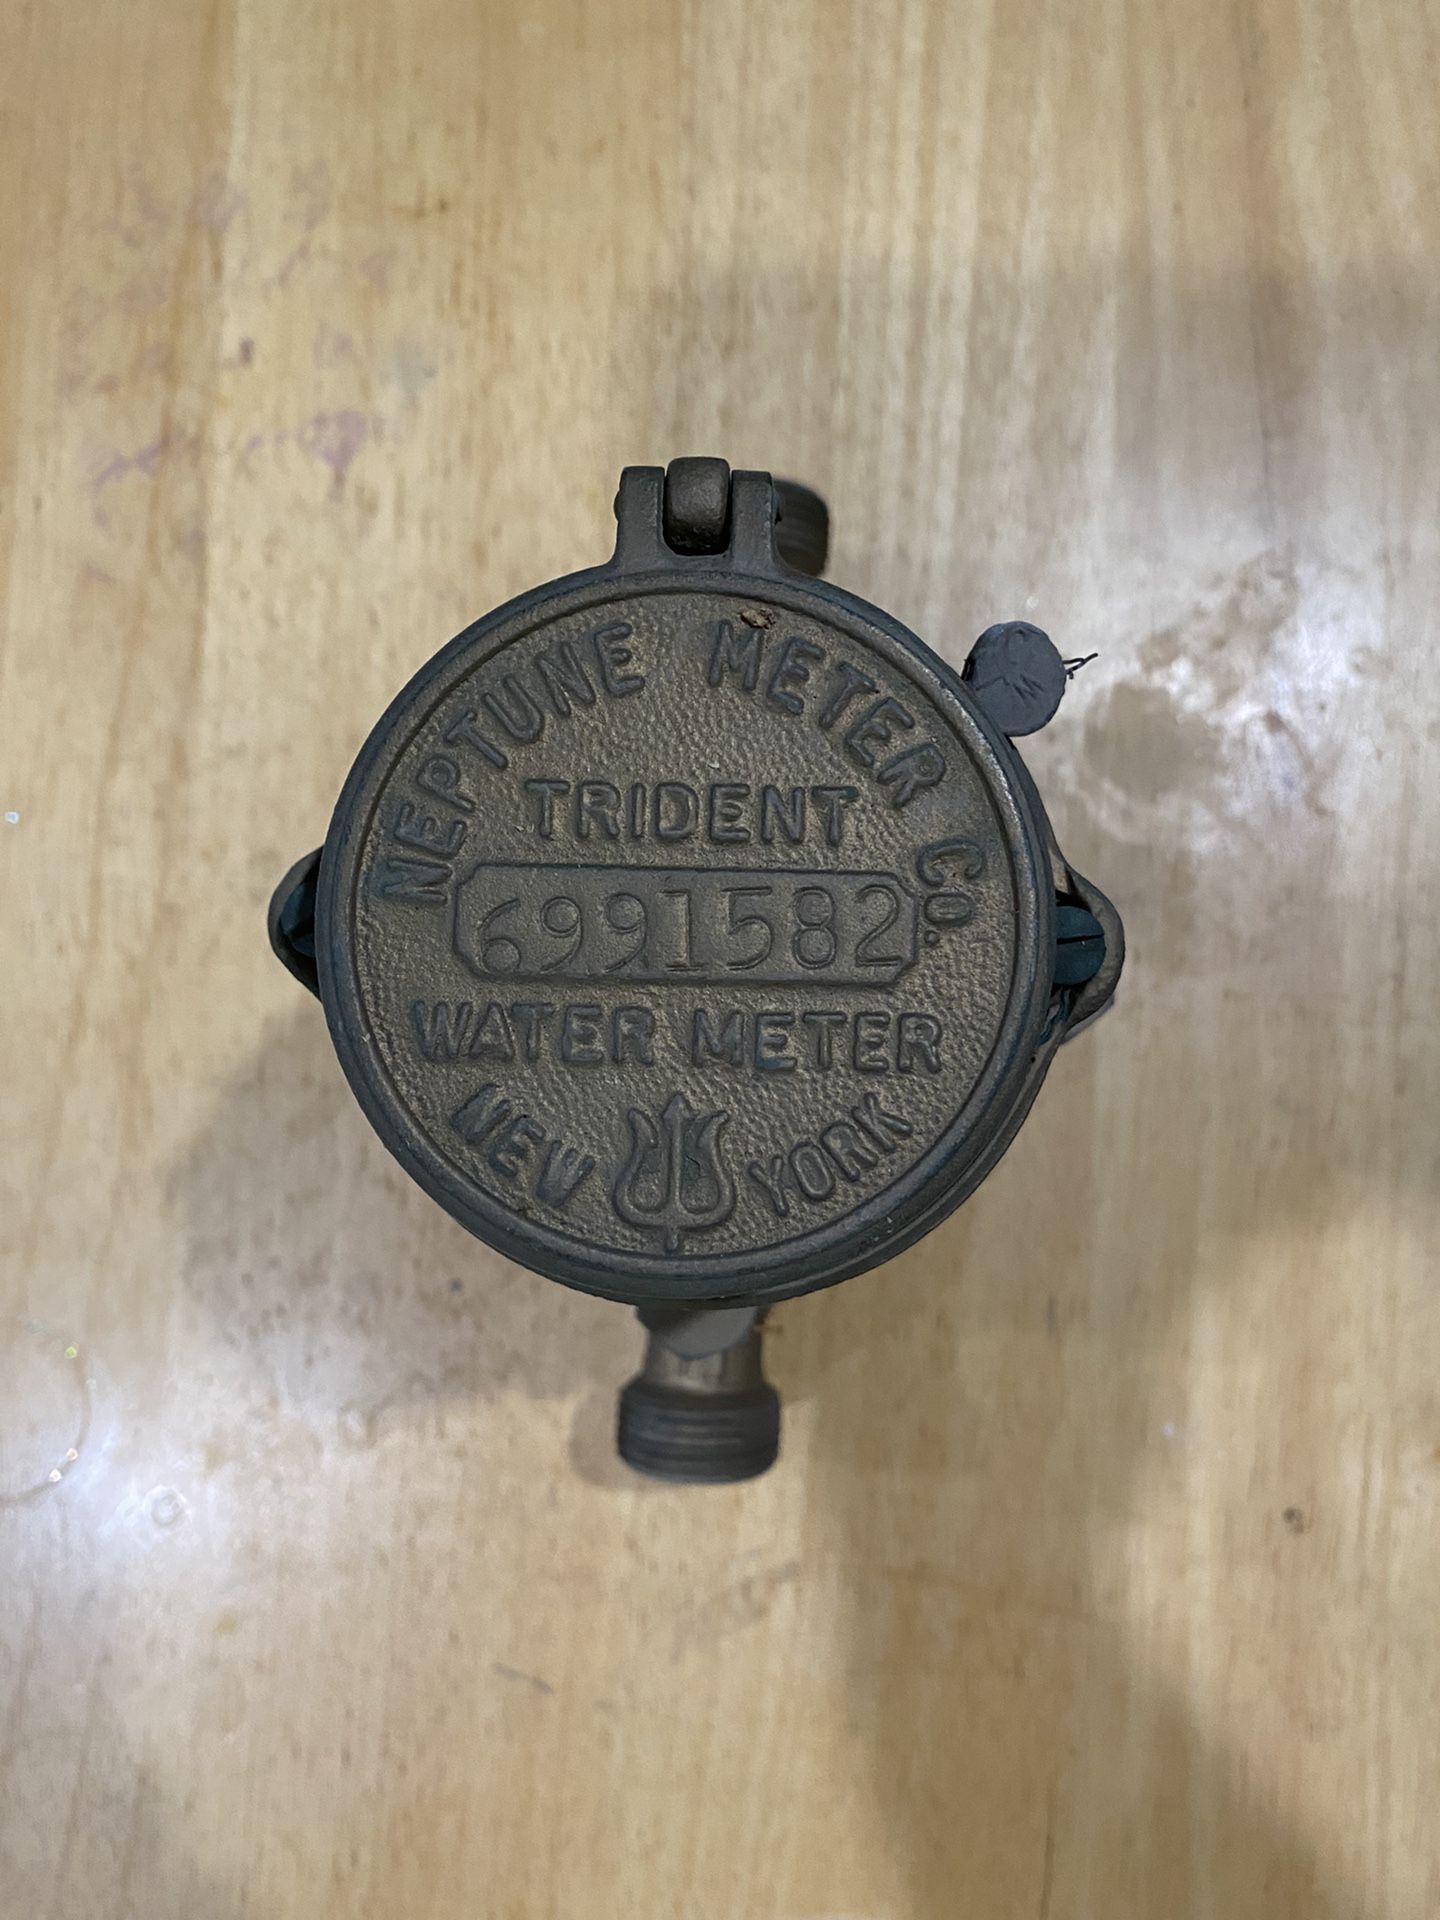 NEPTUNE METER CO.
TRIDENT
6991582
WATER METER
NEW YORK